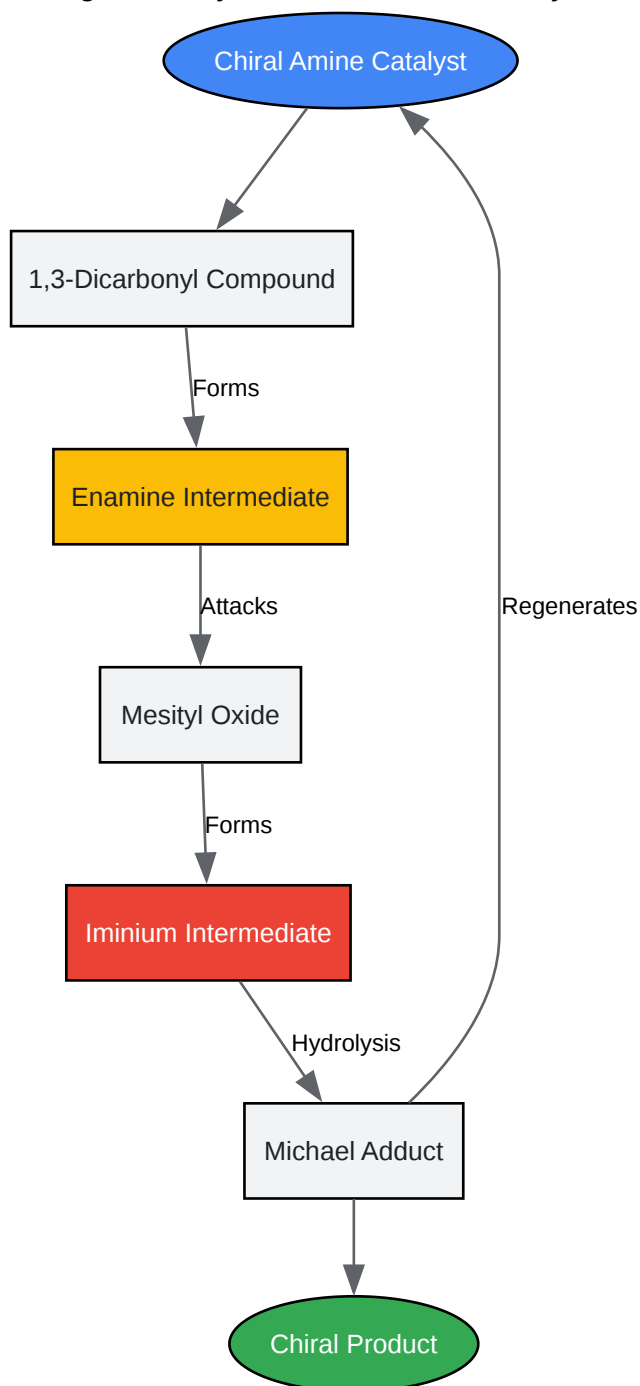 Chiral Amine Catalyst
1,3-Dicarbonyl Compound
Forms
Enamine Intermediate
Attacks
Regenerates
Mesityl Oxide
Forms
Iminium Intermediate
Hydrolysis
Michael Adduct
Chiral Product